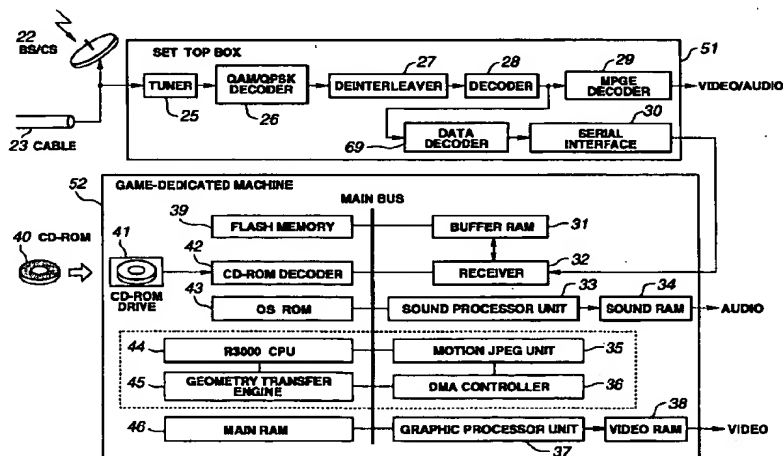 22
BS/CS
23 CABLE
SET TOP BOX
51
TUNER
25
QAM/QPSK
DECODER
26
27
DEINTERLEAVER
28
DECODER
29
MPGE
DECODER
VIDEO/AUDIO
69
DATA
DECODER
30
SERIAL
INTERFACE
52
GAME-DEDICATED MACHINE
MAIN BUS
39
FLASH MEMORY
BUFFER RAM
31
40 CD-ROM
41
CD-ROM
DRIVE
42
CD-ROM DECODER
RECEIVER
32
43
OS ROM
33
SOUND PROCESSOR UNIT
34
SOUND RAM
AUDIO
44
R3000 CPU
MOTION JPEG UNIT
35
45
GEOMETRY TRANSFER
ENGINE
DMA CONTROLLER
36
46
MAIN RAM
GRAPHIC PROCESSOR UNIT
37
38
VIDEO RAM
VIDEO